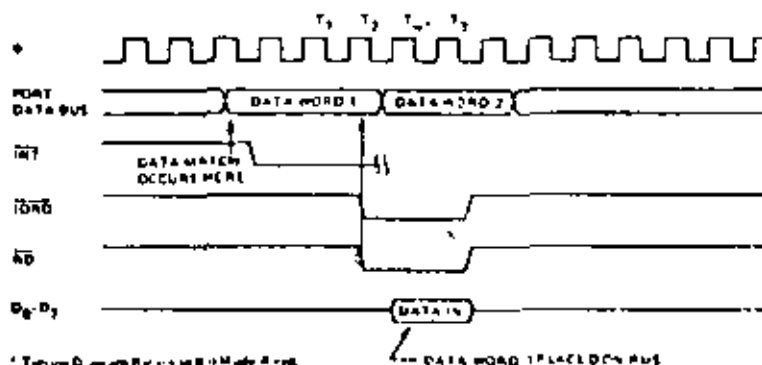 T1 T2 TW* T3
Φ
PORT
DATA BUS
DATA WORD 1
DATA WORD 2
INT
DATA MATCH
OCCURS HERE
IORQ
RD
D0-D7
DATA IN
DATA WORD 1 PLACED ON BUS